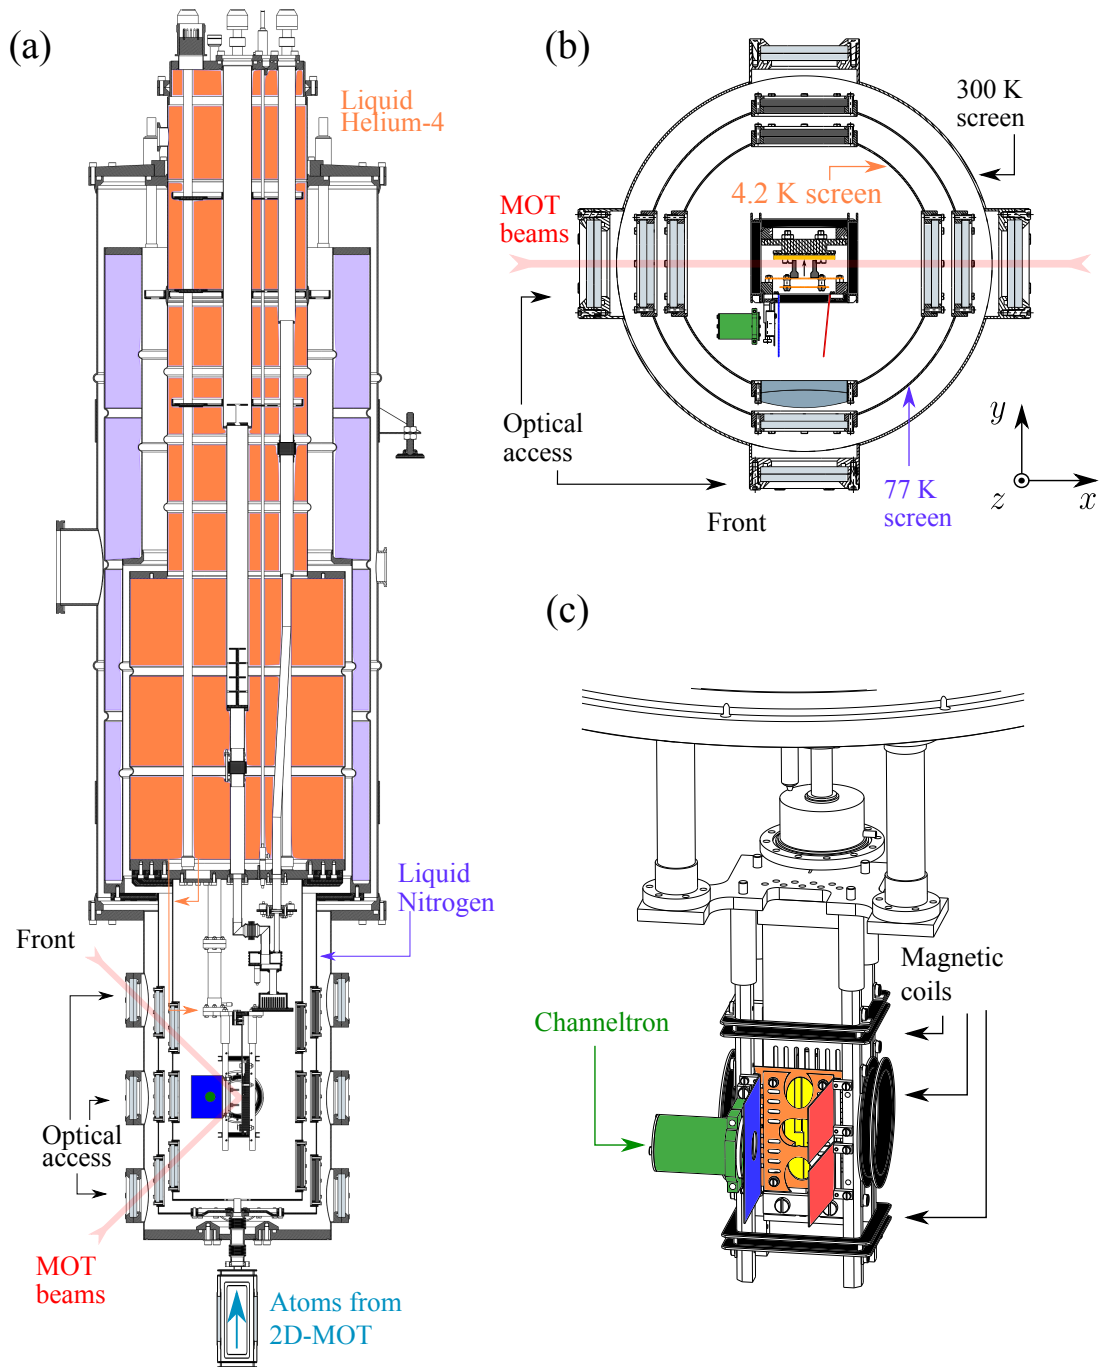 (a)
Liquid
Helium-4
Liquid
Nitrogen
Front
Optical
access
MOT
beams
Atoms from
2D-MOT
(b)
300 K
screen
4.2 K screen
MOT
beams
Optical
access
Front
77 K
screen
y
z
x
(c)
Magnetic
coils
Channeltron